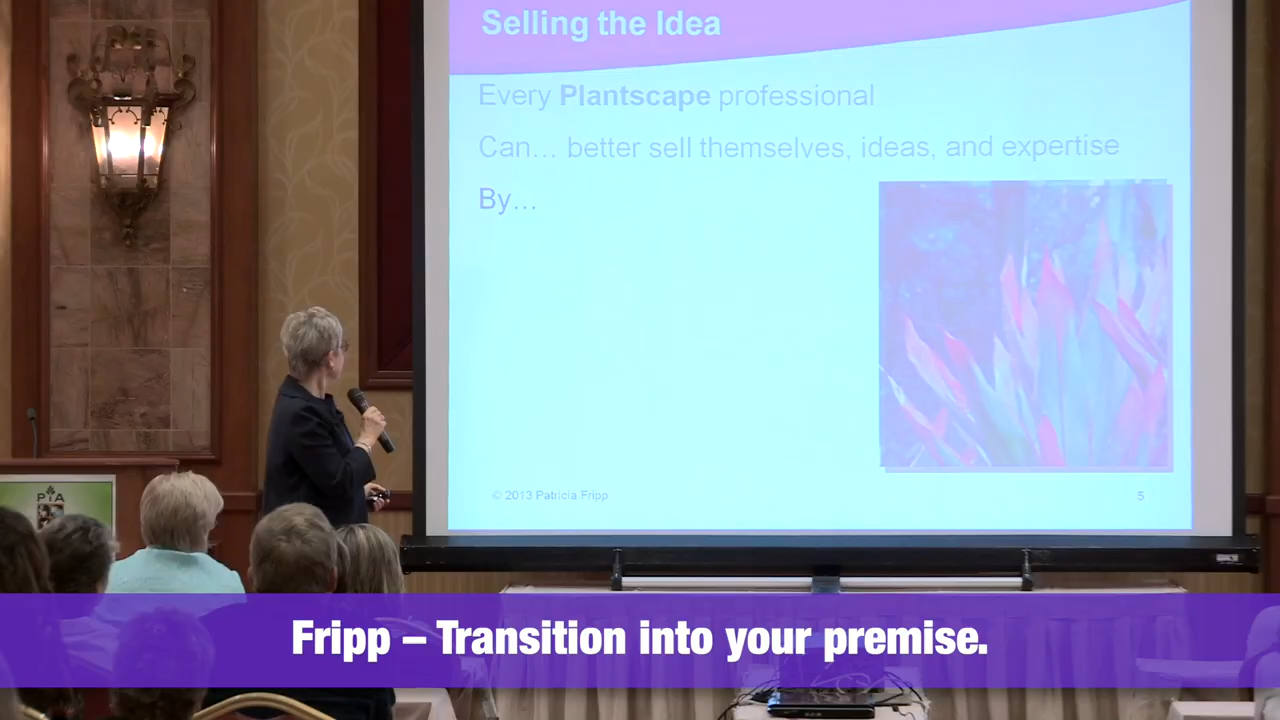 Selling the Idea
Every Plantscape professional
Can... better sell themselves, ideas, and expertise
By...
© 2013 Patricia Fripp
5
PiA
Fripp – Transition into your premise.